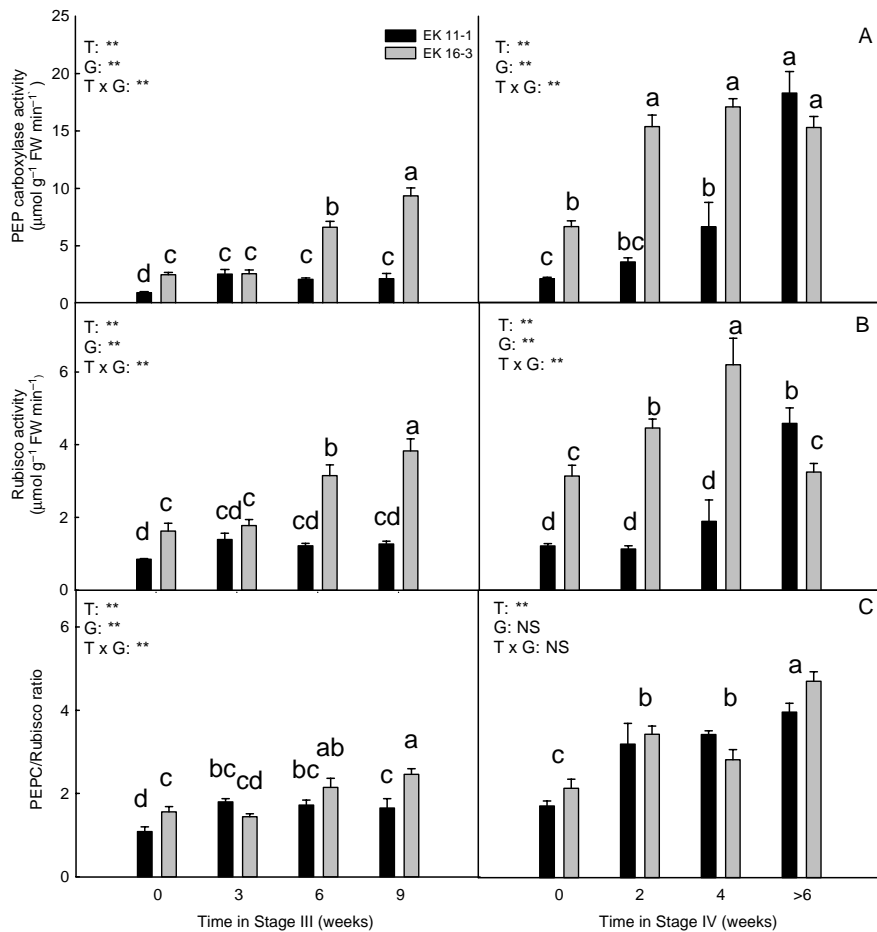 EK 11-1
EK 16-3
PEP carboxylase activity
(μmol g⁻¹ FW min⁻¹)
25
20
15
10
5
0
T: **
G: **
T x G: **
d c c c c b c a
A
T: **
G: **
T x G: **
c a bc a b a a a
Rubisco activity
(μmol g⁻¹ FW min⁻¹)
6
4
2
0
T: **
G: **
T x G: **
d c cd c cd b cd a
B
T: **
G: **
T x G: **
d c d b d a b c
PEPC/Rubisco ratio
6
4
2
0
T: **
G: **
T x G: **
d c bc cd bc ab c a
C
T: **
G: NS
T x G: NS
c b b a
0 3 6 9
Time in Stage III (weeks)
0 2 4 >6
Time in Stage IV (weeks)